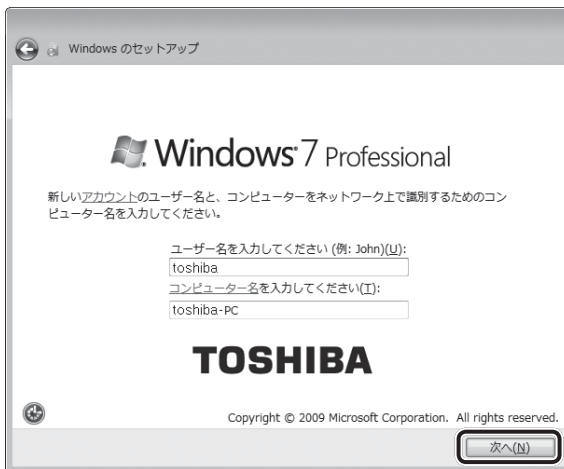 Windows のセットアップ
Windows 7 Professional
新しいアカウントのユーザー名と、コンピューターをネットワーク上で識別するためのコン
ピューター名を入力してください。
ユーザー名を入力してください (例: John)(U):
toshiba
コンピューター名を入力してください(T):
toshiba-PC
TOSHIBA
Copyright © 2009 Microsoft Corporation. All rights reserved.
次へ(N)